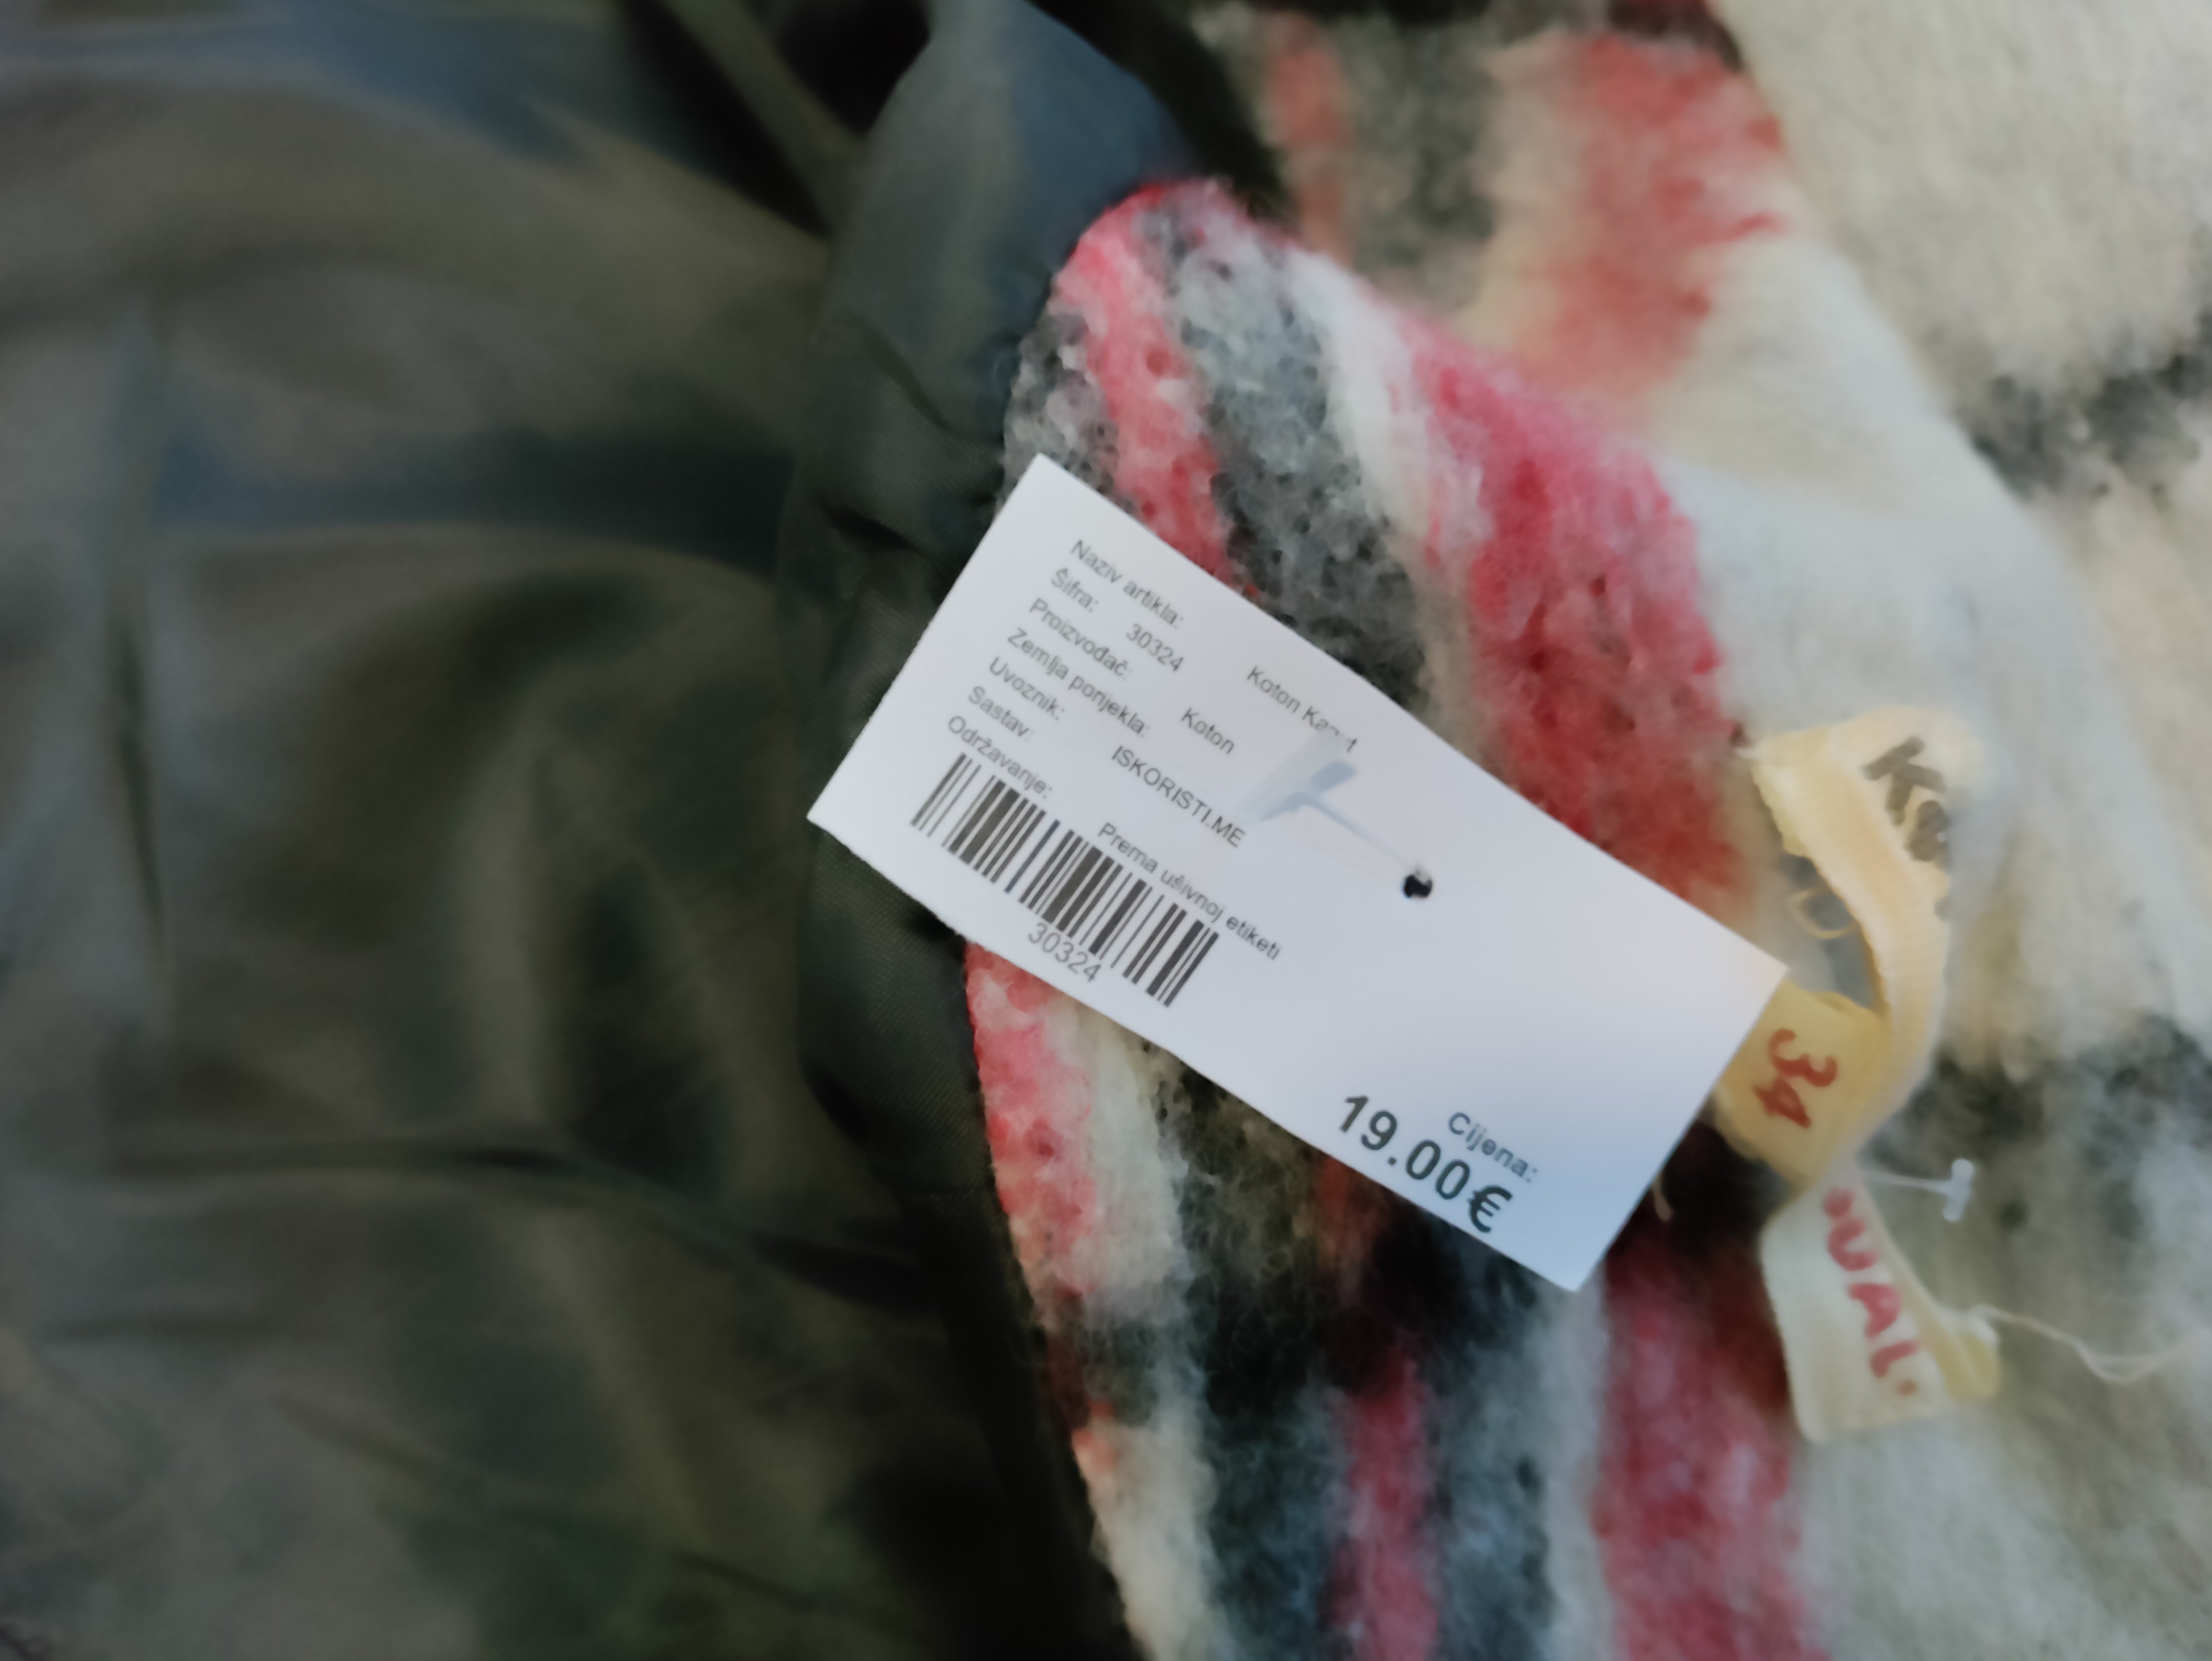 Naziv artikla: Koton
Šifra: 30324
Proizvođač: Koton
Zemlja porijekla:
Uvoznik: ISKORISTI.ME
Sastav:
Održavanje: Prema ušivnoj etiketi
30324
Cijena:
19.00€
34